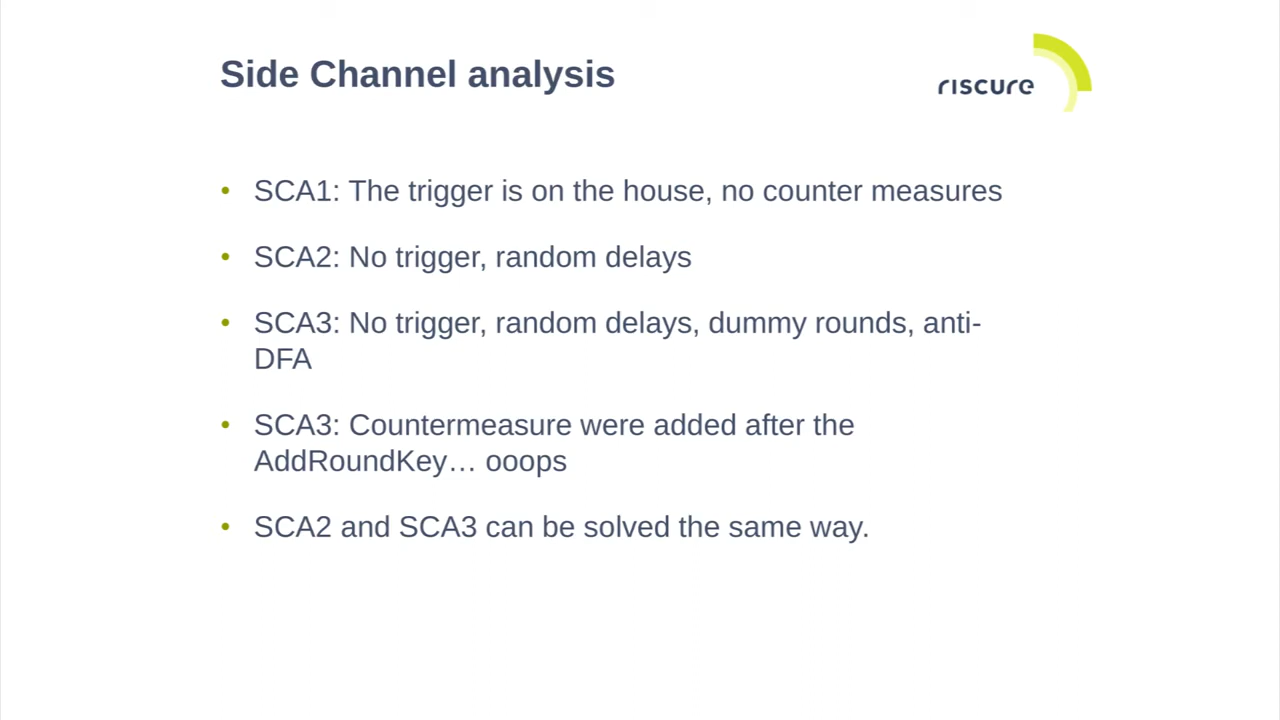 Side Channel analysis
riscure
• SCA1: The trigger is on the house, no counter measures
• SCA2: No trigger, random delays
• SCA3: No trigger, random delays, dummy rounds, anti-
DFA
• SCA3: Countermeasure were added after the
AddRoundKey… ooops
• SCA2 and SCA3 can be solved the same way.